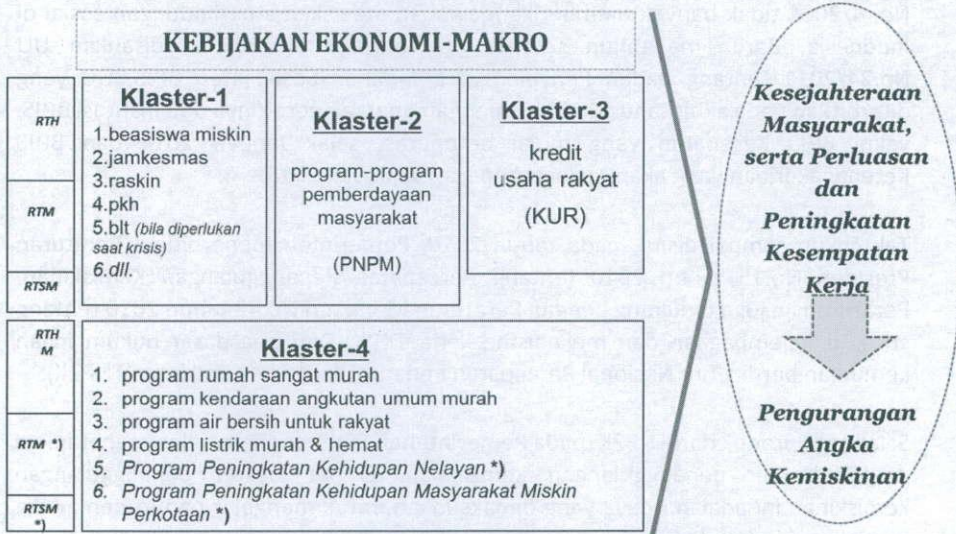 KEBIJAKAN EKONOMI-MAKRO
RTH
M
RTM
RTSM
Klaster-1
1.beasiswa miskin
2.jamkesmas
3.raskin
4.pkh
5.blt (bila diperlukan
saat krisis)
6.dll.
Klaster-2
program-program
pemberdayaan
masyarakat
(PNPM)
Klaster-3
kredit
usaha rakyat
(KUR)
RTH
M
RTM *)
RTSM
*)
Klaster-4
1. program rumah sangat murah
2. program kendaraan angkutan umum murah
3. program air bersih untuk rakyat
4. program listrik murah & hemat
5. Program Peningkatan Kehidupan Nelayan *)
6. Program Peningkatan Kehidupan Masyarakat Miskin
Perkotaan *)
Kesejahteraan
Masyarakat,
serta Perluasan
dan
Peningkatan
Kesempatan
Kerja
Pengurangan
Angka
Kemiskinan